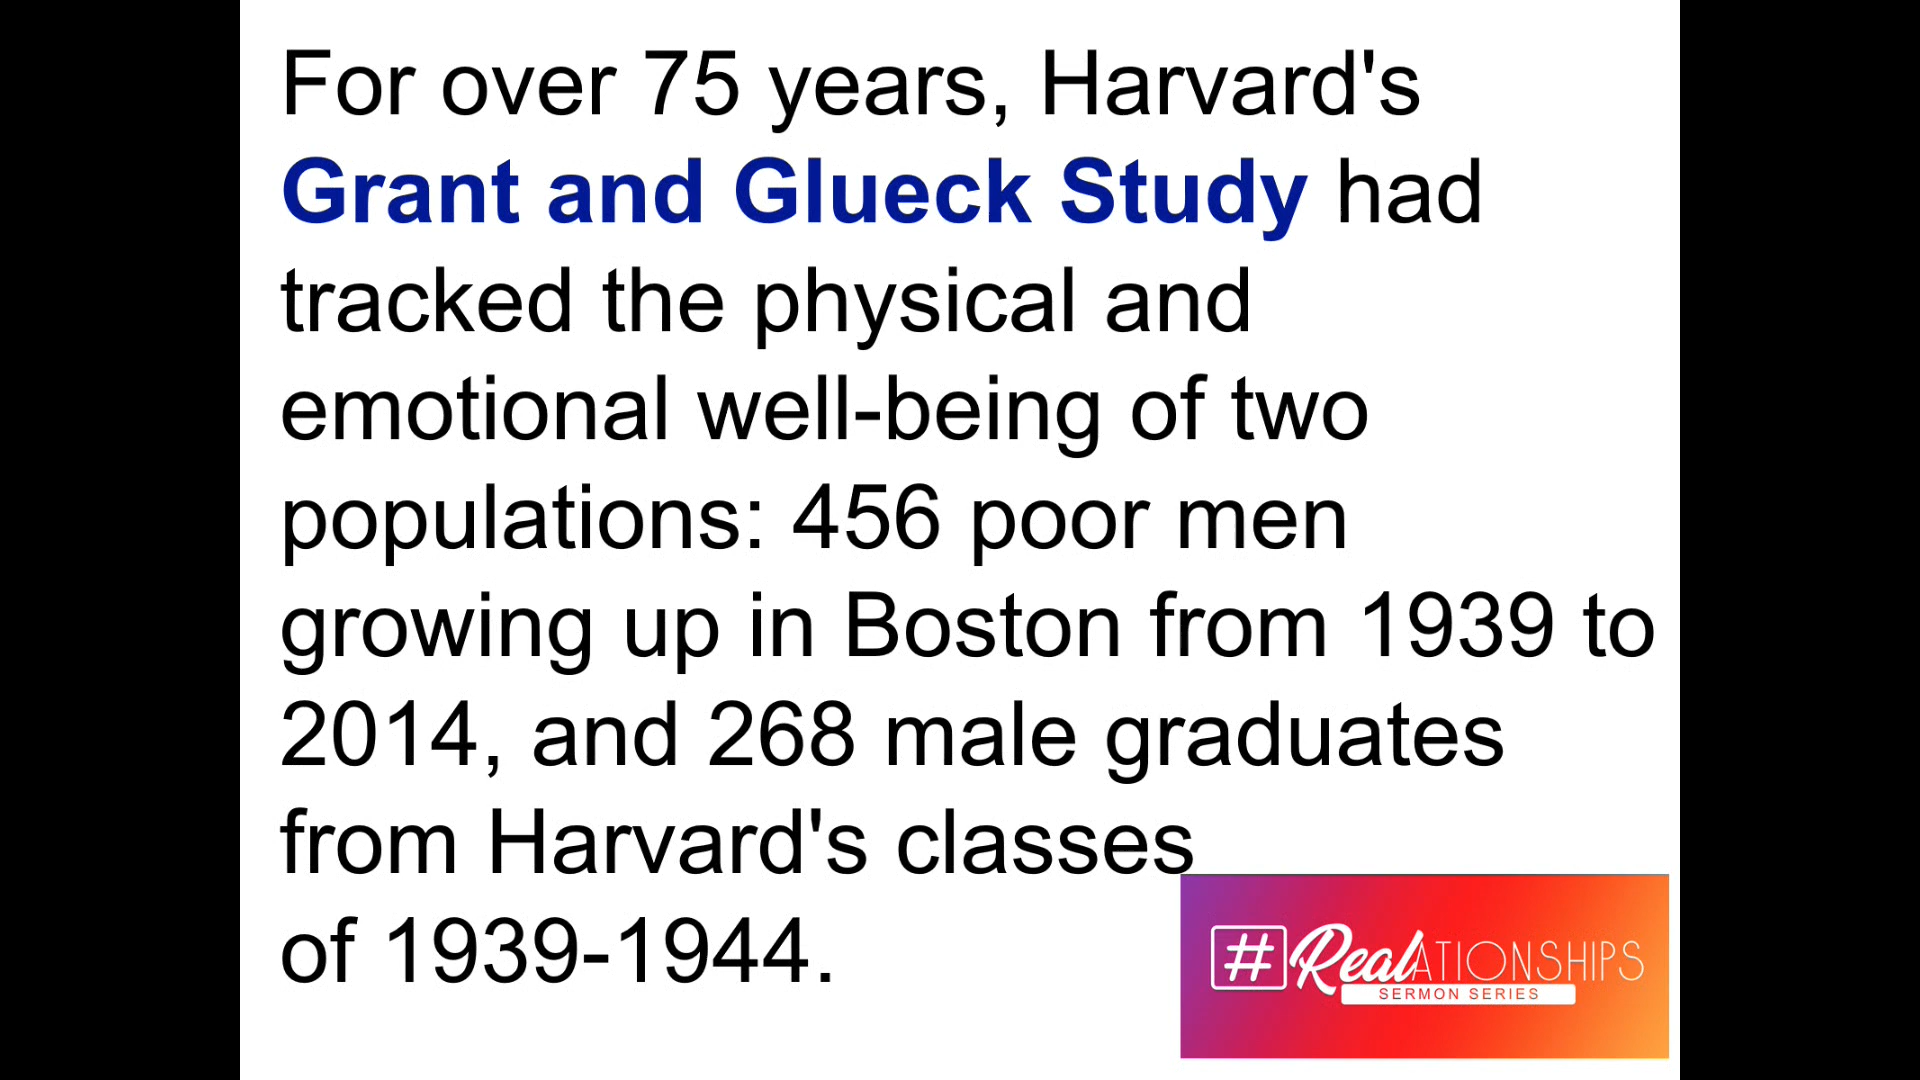 For over 75 years, Harvard's
Grant and Glueck Study had
tracked the physical and
emotional well-being of two
populations: 456 poor men
growing up in Boston from 1939 to
2014, and 268 male graduates
from Harvard's classes
of 1939-1944.
#RealATIONSHIPS
SERMON SERIES